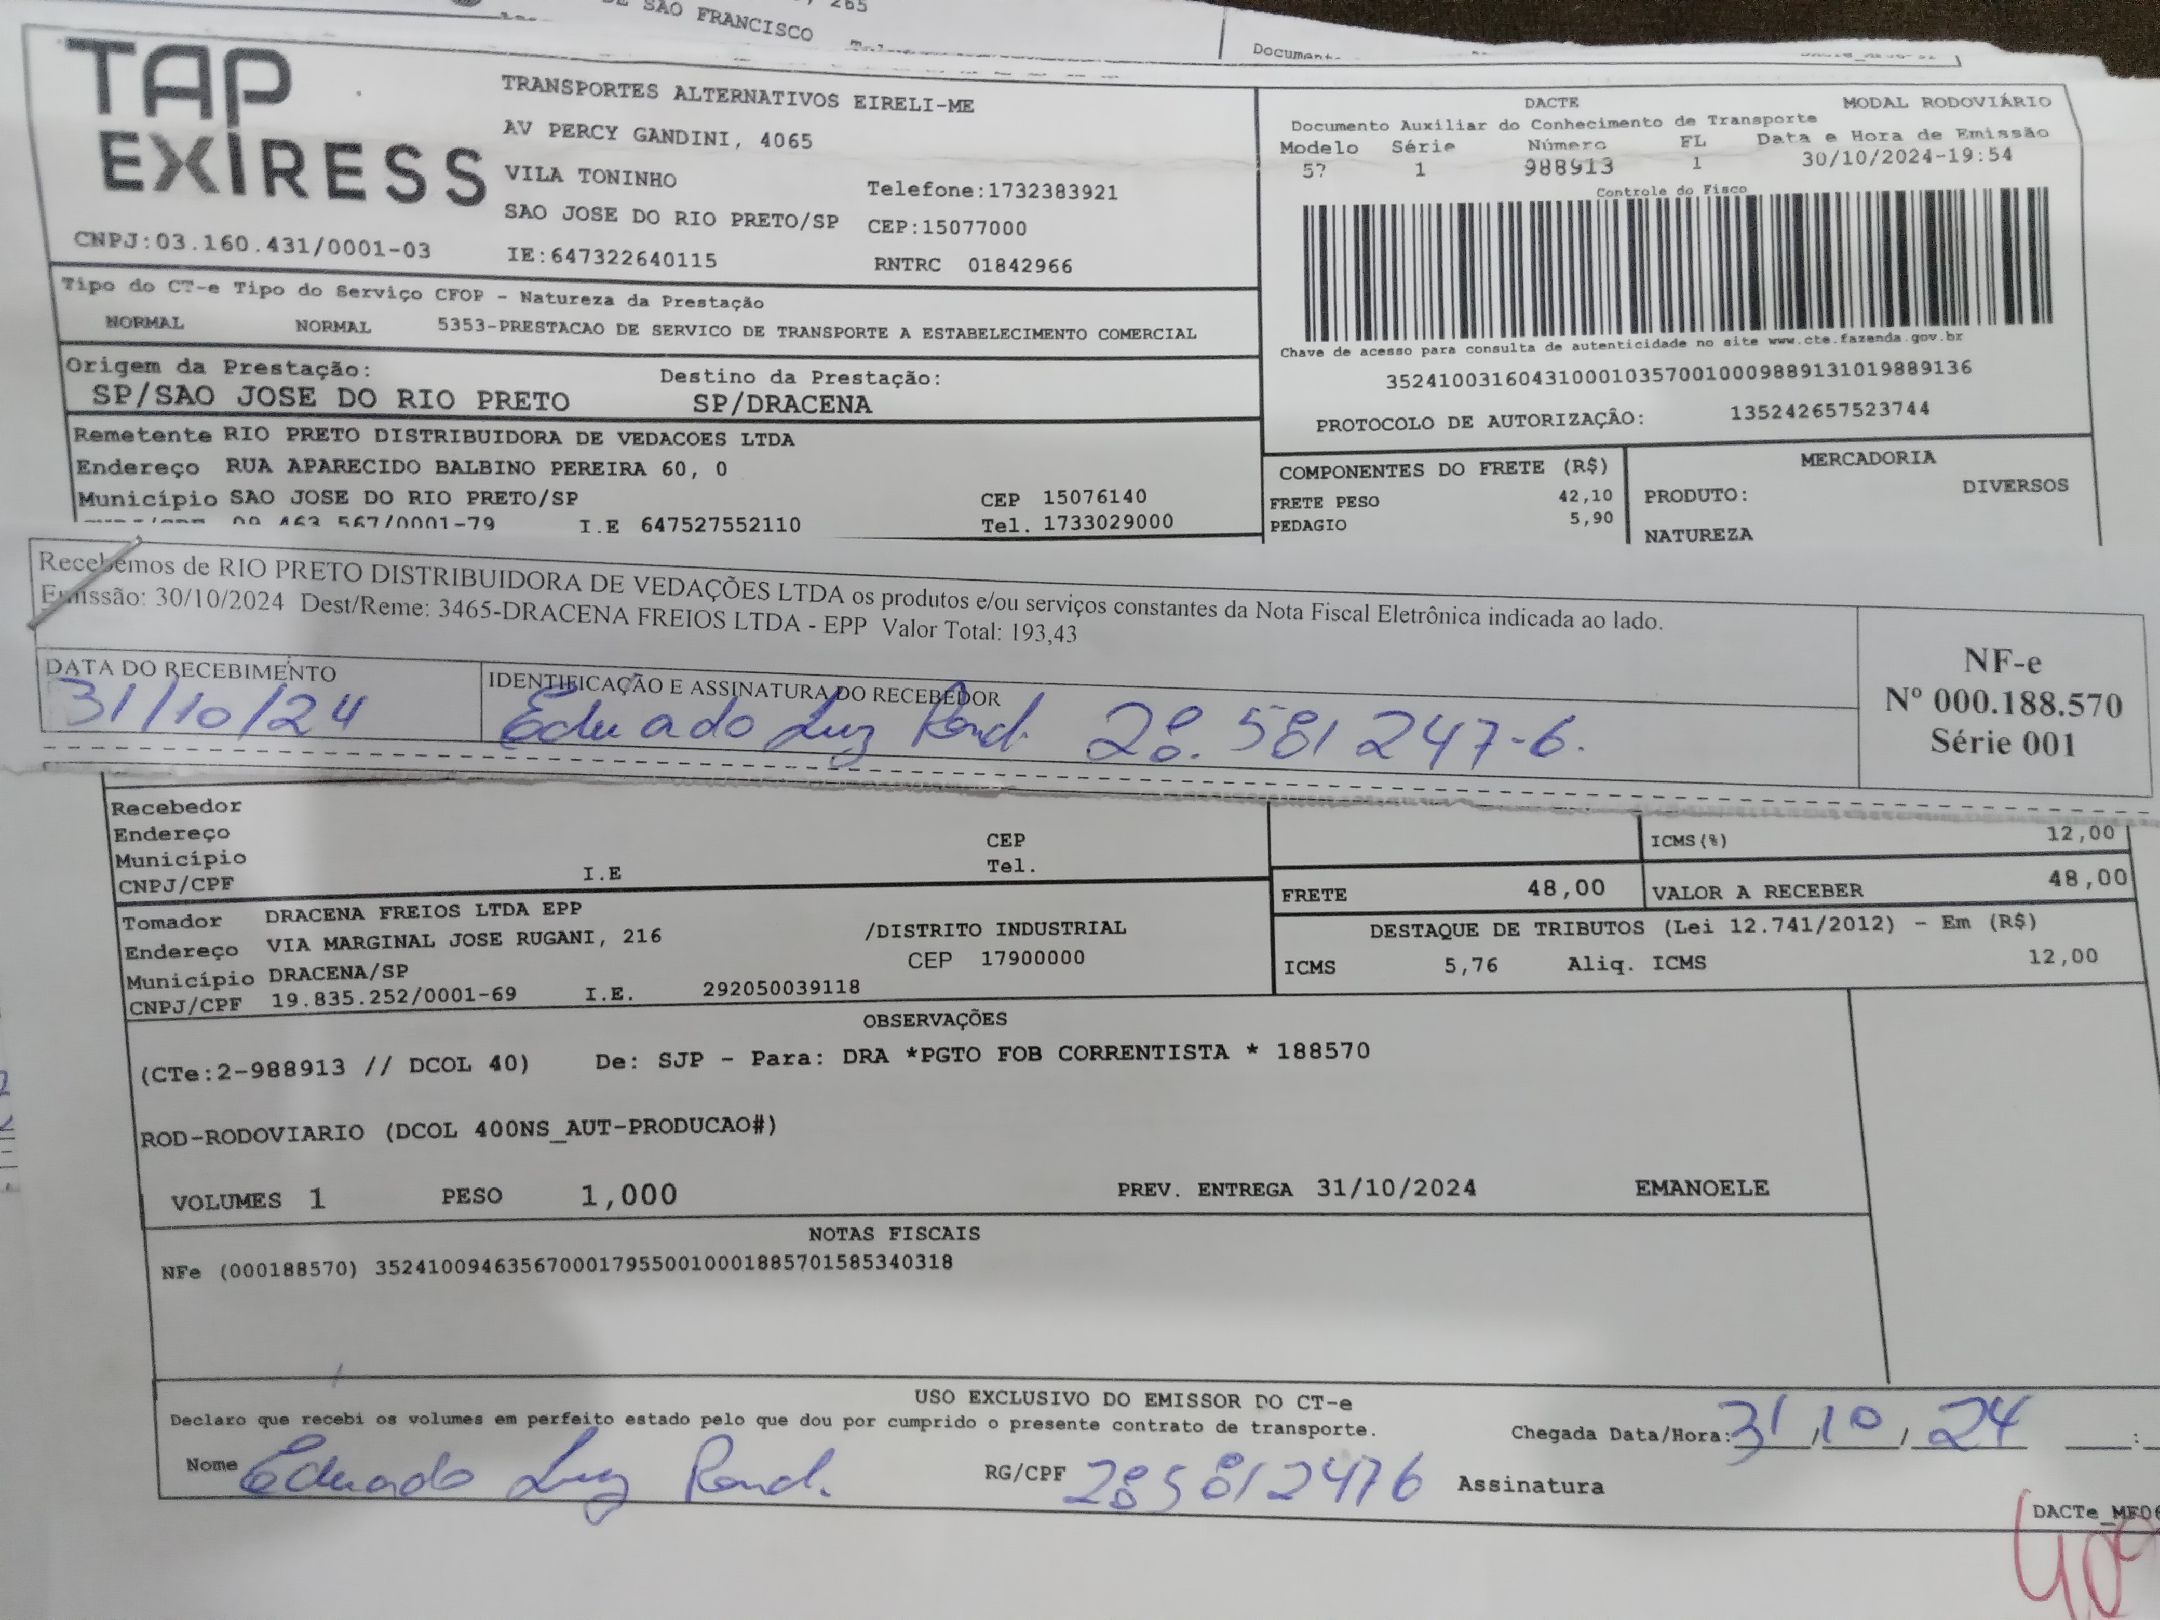 SAO FRANCISCO
265
Document
TAP
EXPRESS
TRANSPORTES ALTERNATIVOS EIRELI-ME
AV PERCY GANDINI, 4065
VILA TONINHO
Telefone:1732383921
SAO JOSE DO RIO PRETO/SP CEP:15077000
CNPJ:03.160.431/0001-03 IE:647322640115 RNTRC 01842966
DACTE MODAL RODOVIÁRIO
Documento Auxiliar do Conhecimento de Transporte
Modelo Série Número FL Data e Hora de Emissão
57 1 988913 1 30/10/2024-19:54
Controle do Fisco
Chave de acesso para consulta de autenticidade no site www.cte.fazenda.gov.br
35241003160431000103570010009889131019889136
PROTOCOLO DE AUTORIZAÇÃO: 135242657523744
Tipo do CT-e Tipo do Serviço CFOP - Natureza da Prestação
NORMAL NORMAL 5353-PRESTACAO DE SERVICO DE TRANSPORTE A ESTABELECIMENTO COMERCIAL
Origem da Prestação: Destino da Prestação:
SP/SAO JOSE DO RIO PRETO SP/DRACENA
Remetente RIO PRETO DISTRIBUIDORA DE VEDACOES LTDA
Endereço RUA APARECIDO BALBINO PEREIRA 60, 0
Município SAO JOSE DO RIO PRETO/SP CEP 15076140
09.463.567/0001-79 I.E 647527552110 Tel. 1733029000
COMPONENTES DO FRETE (R$) MERCADORIA
FRETE PESO 42,10 PRODUTO: DIVERSOS
PEDAGIO 5,90 NATUREZA
Recebemos de RIO PRETO DISTRIBUIDORA DE VEDAÇÕES LTDA os produtos e/ou serviços constantes da Nota Fiscal Eletrônica indicada ao lado.
Emissão: 30/10/2024 Dest/Reme: 3465-DRACENA FREIOS LTDA - EPP Valor Total: 193,43
DATA DO RECEBIMENTO IDENTIFICAÇÃO E ASSINATURA DO RECEBEDOR
31/10/24 Eduardo Luz 28.581247-6.
NF-e
Nº 000.188.570
Série 001
Recebedor
Endereço CEP
Município Tel.
CNPJ/CPF I.E
ICMS(%) 12,00
FRETE 48,00 VALOR A RECEBER 48,00
Tomador DRACENA FREIOS LTDA EPP
Endereço VIA MARGINAL JOSE RUGANI, 216 /DISTRITO INDUSTRIAL
Município DRACENA/SP CEP 17900000
CNPJ/CPF 19.835.252/0001-69 I.E. 292050039118
DESTAQUE DE TRIBUTOS (Lei 12.741/2012) - Em (R$)
ICMS 5,76 Aliq. ICMS 12,00
OBSERVAÇÕES
(CTe:2-988913 // DCOL 40) De: SJP - Para: DRA *PGTO FOB CORRENTISTA * 188570
ROD-RODOVIARIO (DCOL 400NS_AUT-PRODUCAO#)
VOLUMES 1 PESO 1,000 PREV. ENTREGA 31/10/2024 EMANOELE
NOTAS FISCAIS
NFe (000188570) 35241009463567000179550010001885701585340318
USO EXCLUSIVO DO EMISSOR DO CT-e
Declaro que recebi os volumes em perfeito estado pelo que dou por cumprido o presente contrato de transporte. Chegada Data/Hora: 31/10/24
Nome Eduardo Luz RG/CPF 285812476 Assinatura